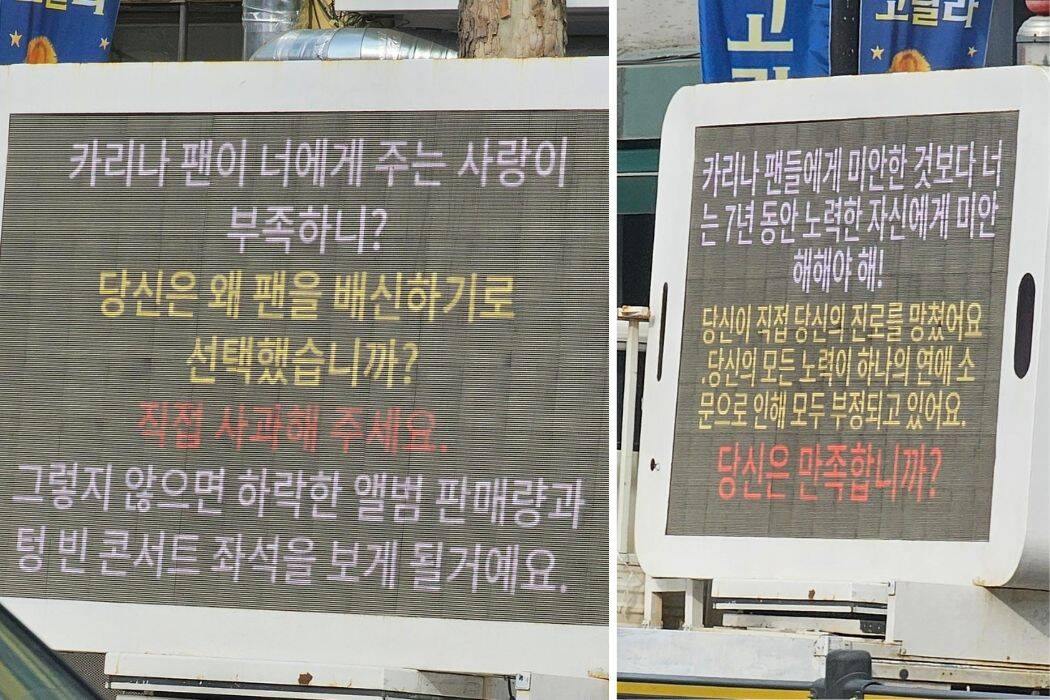 카리나 팬이 너에게 주는 사랑이
부족하니?
당신은 왜 팬을 배신하기로
선택했습니까?
직접 사과해 주세요.
그렇지 않으면 하락한 앨범 판매량과
텅 빈 콘서트 좌석을 보게 될거예요.
카리나 팬들에게 미안한 것보다 너
는 7년 동안 노력한 자신에게 미안
해해야 해!
당신이 직접 당신의 진로를 망쳤어요
.당신의 모든 노력이 하나의 연애 소
문으로 인해 모두 부정되고 있어요.
당신은 만족합니까?